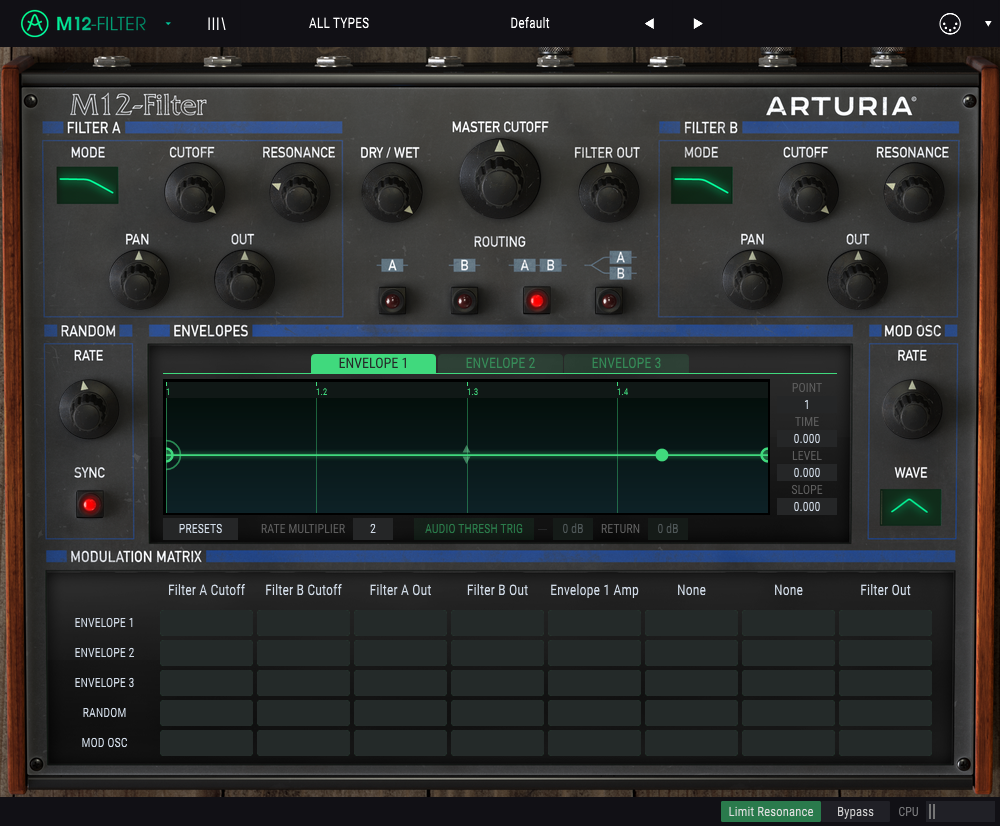 M12-FILTER
ALL TYPES
Default
M12-Filter
ARTURIA
FILTER A
MASTER CUTOFF
FILTER B
MODE
CUTOFF
RESONANCE
DRY / WET
FILTER OUT
MODE
CUTOFF
RESONANCE
PAN
OUT
ROUTING
PAN
OUT
A
B
A B
A
B
RANDOM
ENVELOPES
MOD OSC
RATE
ENVELOPE 1
ENVELOPE 2
ENVELOPE 3
RATE
1
1.2
1.3
1.4
POINT
1
TIME
0.000
LEVEL
0.000
SLOPE
0.000
SYNC
WAVE
PRESETS
RATE MULTIPLIER
2
AUDIO THRESH TRIG
0 dB
RETURN
0 dB
MODULATION MATRIX
Filter A Cutoff
Filter B Cutoff
Filter A Out
Filter B Out
Envelope 1 Amp
None
None
Filter Out
ENVELOPE 1
ENVELOPE 2
ENVELOPE 3
RANDOM
MOD OSC
Limit Resonance
Bypass
CPU